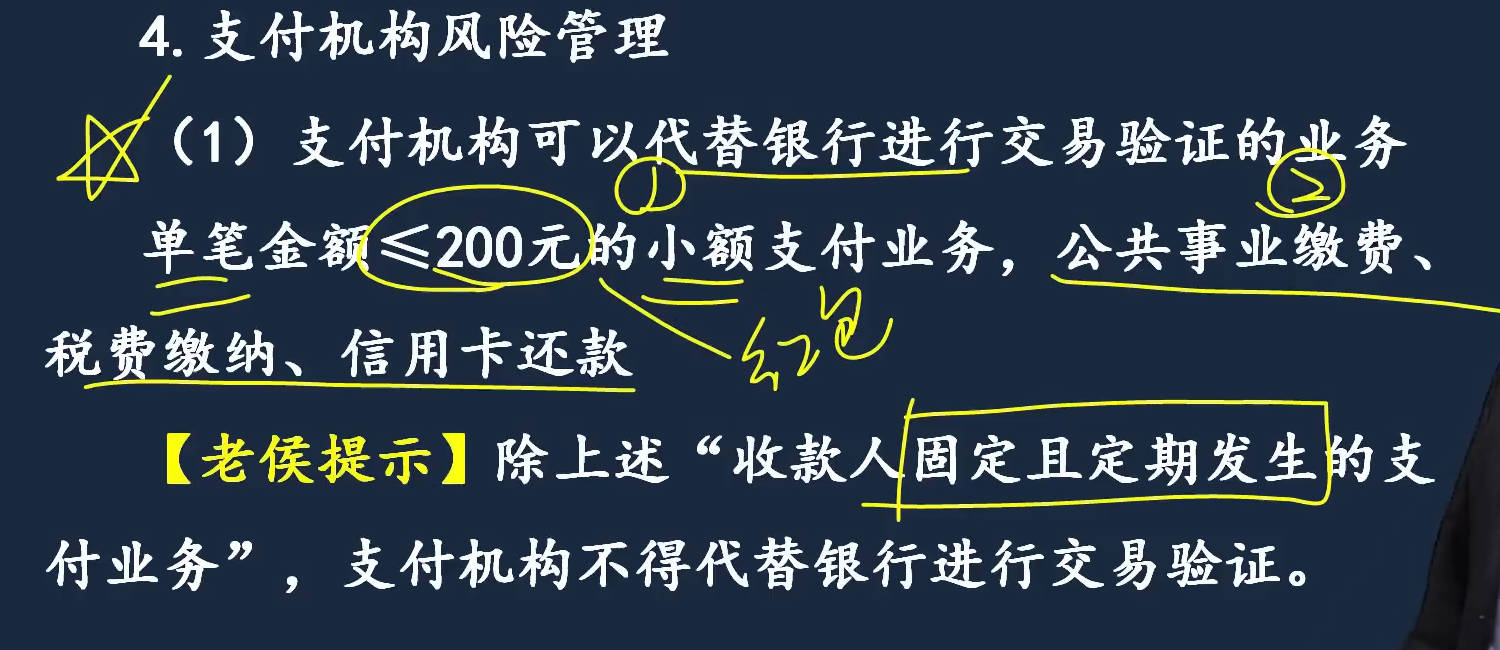 4. 支付机构风险管理
（1）支付机构可以代替银行进行交易验证的业务
① ②
单笔金额≤200元的小额支付业务，公共事业缴费、
红包
税费缴纳、信用卡还款
【老侯提示】除上述“收款人固定且定期发生的支
付业务”，支付机构不得代替银行进行交易验证。